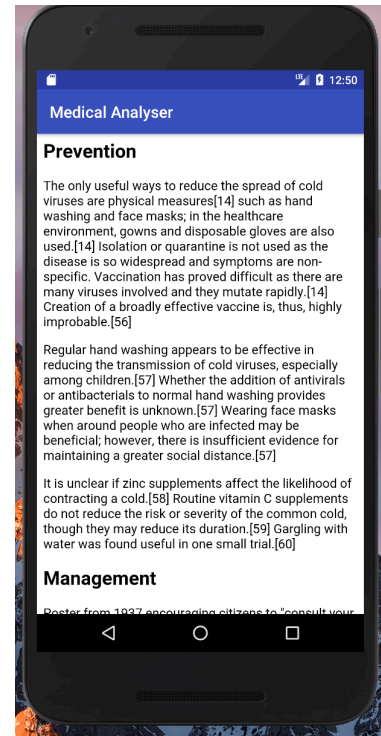 LTE 12:50
Medical Analyser
Prevention
The only useful ways to reduce the spread of cold
viruses are physical measures[14] such as hand
washing and face masks; in the healthcare
environment, gowns and disposable gloves are also
used.[14] Isolation or quarantine is not used as the
disease is so widespread and symptoms are non-
specific. Vaccination has proved difficult as there are
many viruses involved and they mutate rapidly.[14]
Creation of a broadly effective vaccine is, thus, highly
improbable.[56]
Regular hand washing appears to be effective in
reducing the transmission of cold viruses, especially
among children.[57] Whether the addition of antivirals
or antibacterials to normal hand washing provides
greater benefit is unknown.[57] Wearing face masks
when around people who are infected may be
beneficial; however, there is insufficient evidence for
maintaining a greater social distance.[57]
It is unclear if zinc supplements affect the likelihood of
contracting a cold.[58] Routine vitamin C supplements
do not reduce the risk or severity of the common cold,
though they may reduce its duration.[59] Gargling with
water was found useful in one small trial.[60]
Management
Poster from 1937 encouraging citizens to "consult your